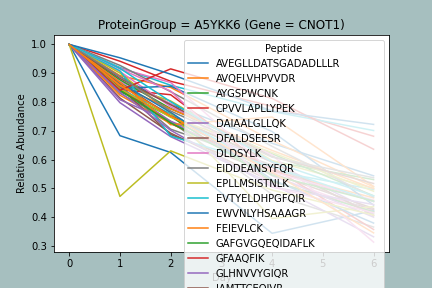 ProteinGroup = A5YKK6 (Gene = CNOT1)
Relative Abundance
1.0
0.9
0.8
0.7
0.6
0.5
0.4
0.3
0
1
2
4
5
6
Peptide
AVEGLLDATSGADADLLLR
AVQELVHPVVDR
AYGSPWCNK
CPVVLAPLLYPEK
DAIAALGLLQK
DFALDSEESR
DLDSYLK
EIDDEANSYFQR
EPLLMSISTNLK
EVTYELDHPGFQIR
EWVNLYHSAAAGR
FEIEVLCK
GAFGVGQEQIDAFLK
GFAAQFIK
GLHNVVYGIQR